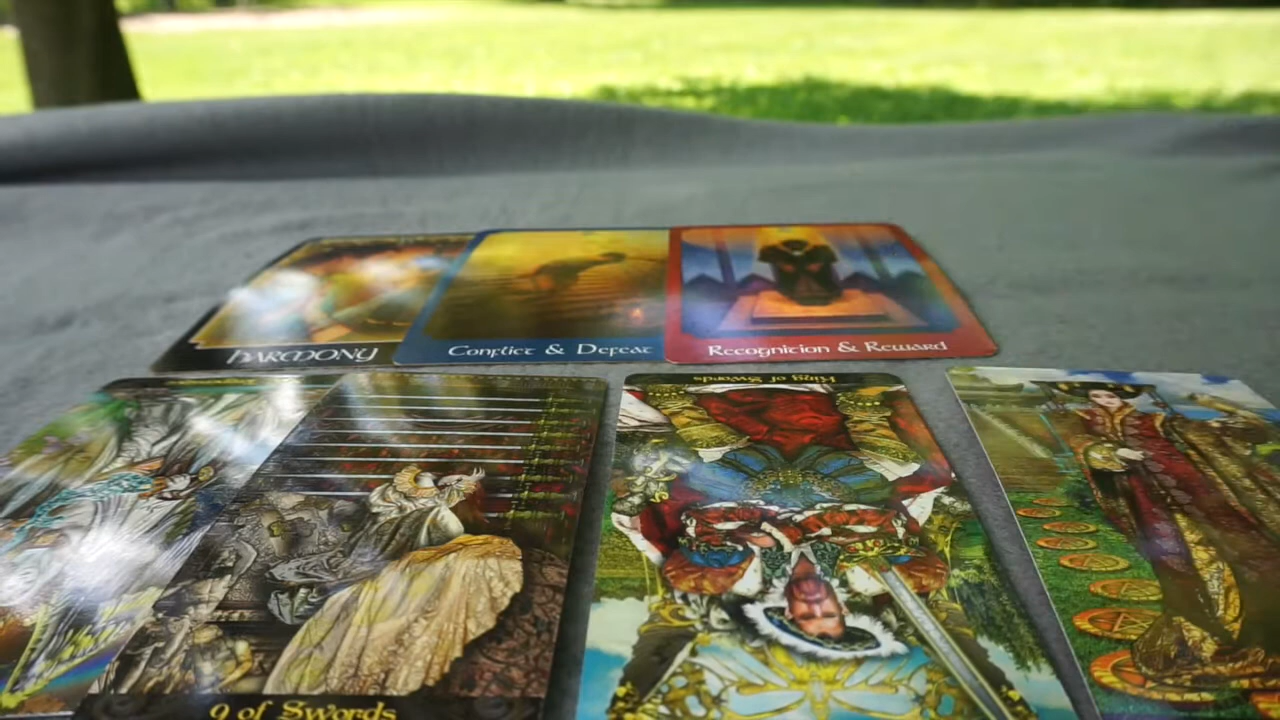 HARMONY
Conflict & Defeat
Recognition & Reward
King of Swords
9 of Swords